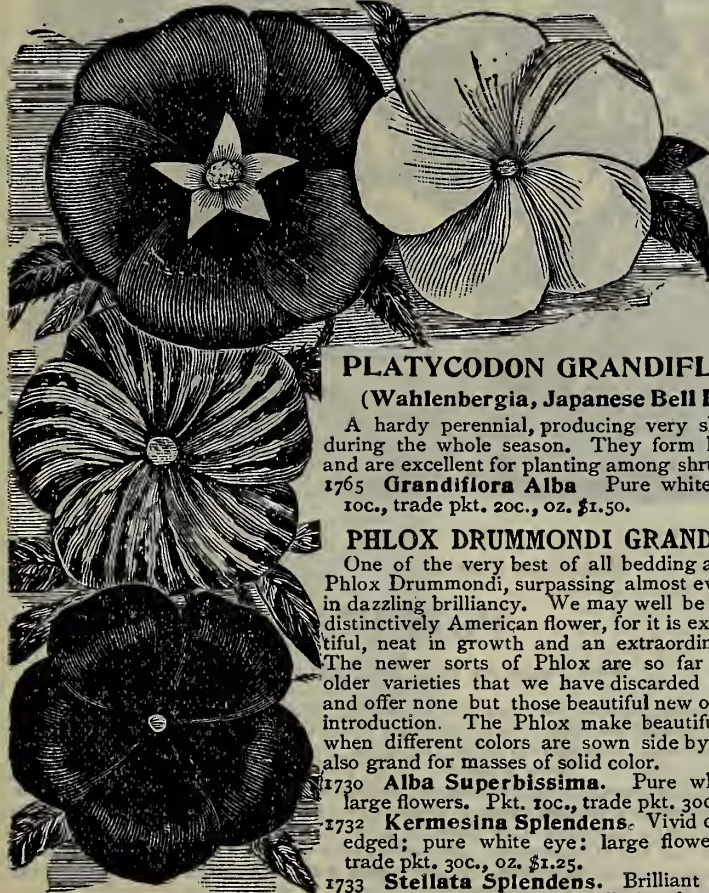 PLATYCODON GRANDIFL
(Wahlenbergia, Japanese Bell
A hardy perennial, producing very s
during the whole season. They form
and are excellent for planting among shru
1765 Grandiflora Alba Pure white
10c., trade pkt. 20c., oz. $1.50.
PHLOX DRUMMONDI GRAND
One of the very best of all bedding a
Phlox Drummondi, surpassing almost ev
in dazzling brilliancy. We may well be
distinctively American flower, for it is ex
tiful, neat in growth and an extraordin
The newer sorts of Phlox are so far
older varieties that we have discarded
and offer none but those beautiful new o
introduction. The Phlox make beautifu
when different colors are sown side by
also grand for masses of solid color.
1730 Alba Superbissima. Pure wh
large flowers. Pkt. 10c., trade pkt. 30c
1732 Kermesina Splendens. Vivid c
edged; pure white eye: large flowe
trade pkt. 30c., oz. $1.25.
1733 Stellata Splendens. Brilliant